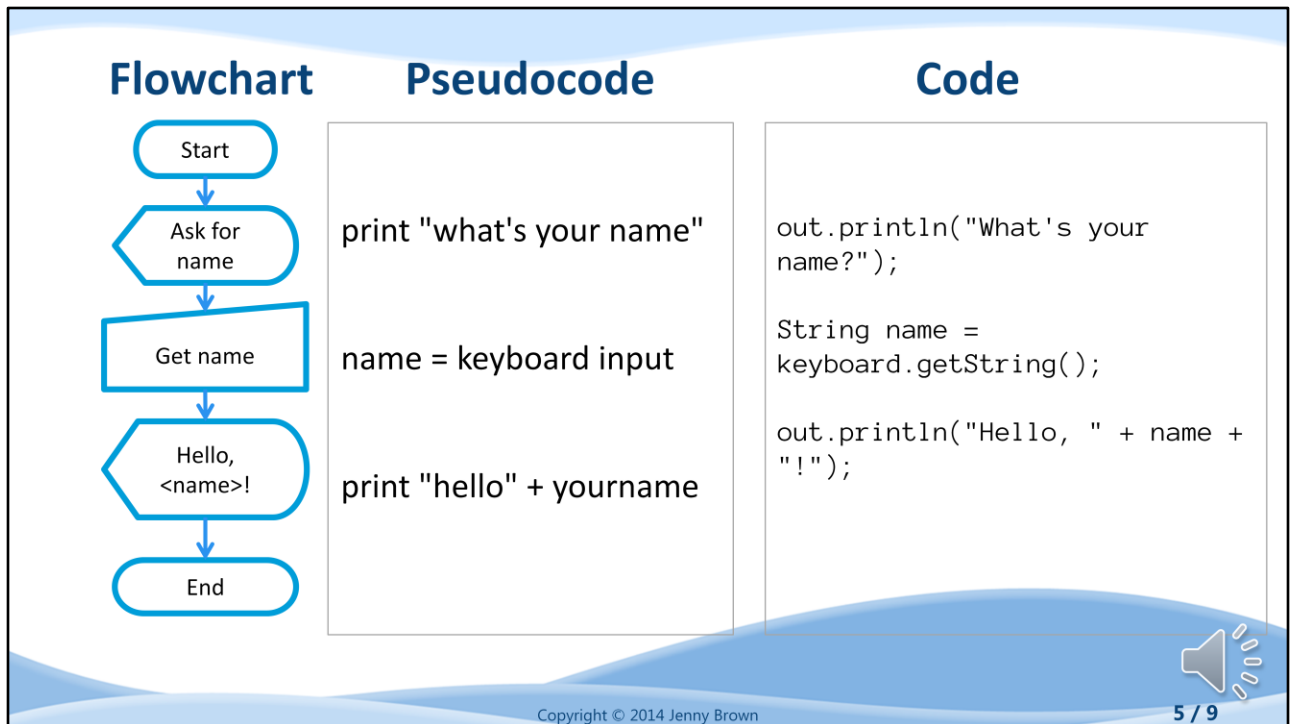 Flowchart
Pseudocode
Code
Start
Ask for
name
Get name
Hello,
<name>!
End
print "what's your name"
name = keyboard input
print "hello" + yourname
out.println("What's your
name?");
String name =
keyboard.getString();
out.println("Hello, " + name +
"!");
Copyright © 2014 Jenny Brown
5 / 9